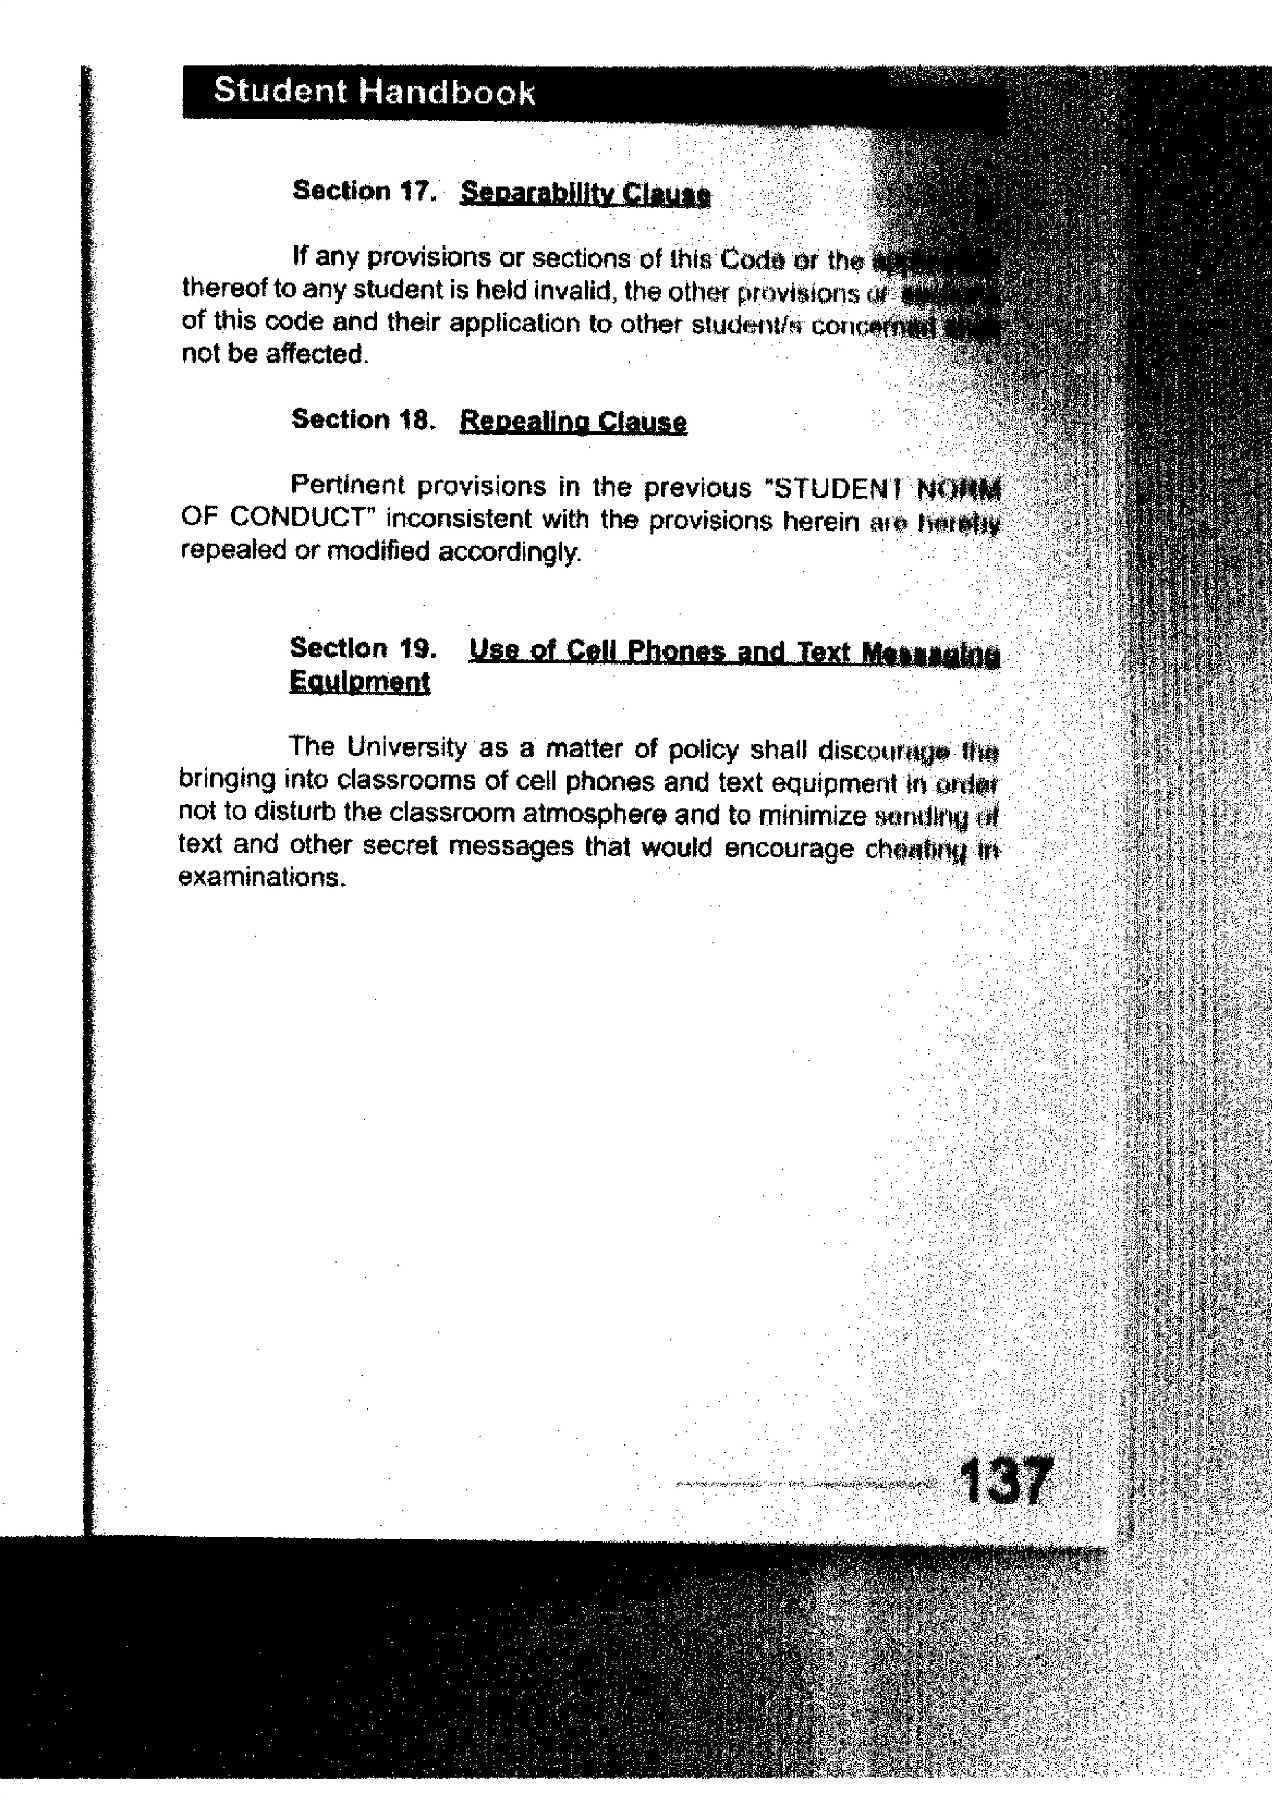 Student Handbook
Section 17. Separability Clause
If any provisions or sections of this Code or the
thereof to any student is held invalid, the other provisions or
of this code and their application to other student/s concerned shall
not be affected.
Section 18. Repealing Clause
Pertinent provisions in the previous "STUDENT NORM
OF CONDUCT" inconsistent with the provisions herein are hereby
repealed or modified accordingly.
Section 19. Use of Cell Phones and Text Messaging
Equipment
The University as a matter of policy shall discourage the
bringing into classrooms of cell phones and text equipment in order
not to disturb the classroom atmosphere and to minimize sending of
text and other secret messages that would encourage cheating in
examinations.
137